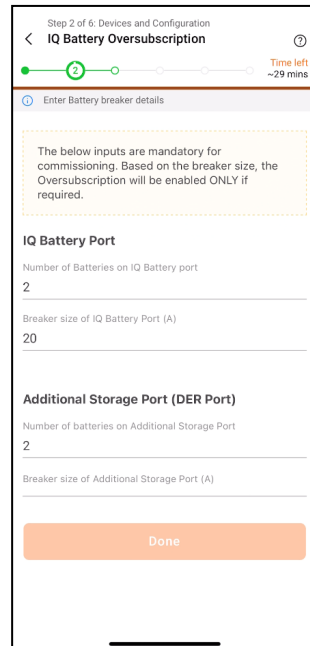 Step 2 of 6: Devices and Configuration
IQ Battery Oversubscription
2
Time left
~29 mins
Enter Battery breaker details
The below inputs are mandatory for
commissioning. Based on the breaker size, the
Oversubscription will be enabled ONLY if
required.
IQ Battery Port
Number of Batteries on IQ Battery port
2
Breaker size of IQ Battery Port (A)
20
Additional Storage Port (DER Port)
Number of batteries on Additional Storage Port
2
Breaker size of Additional Storage Port (A)
Done